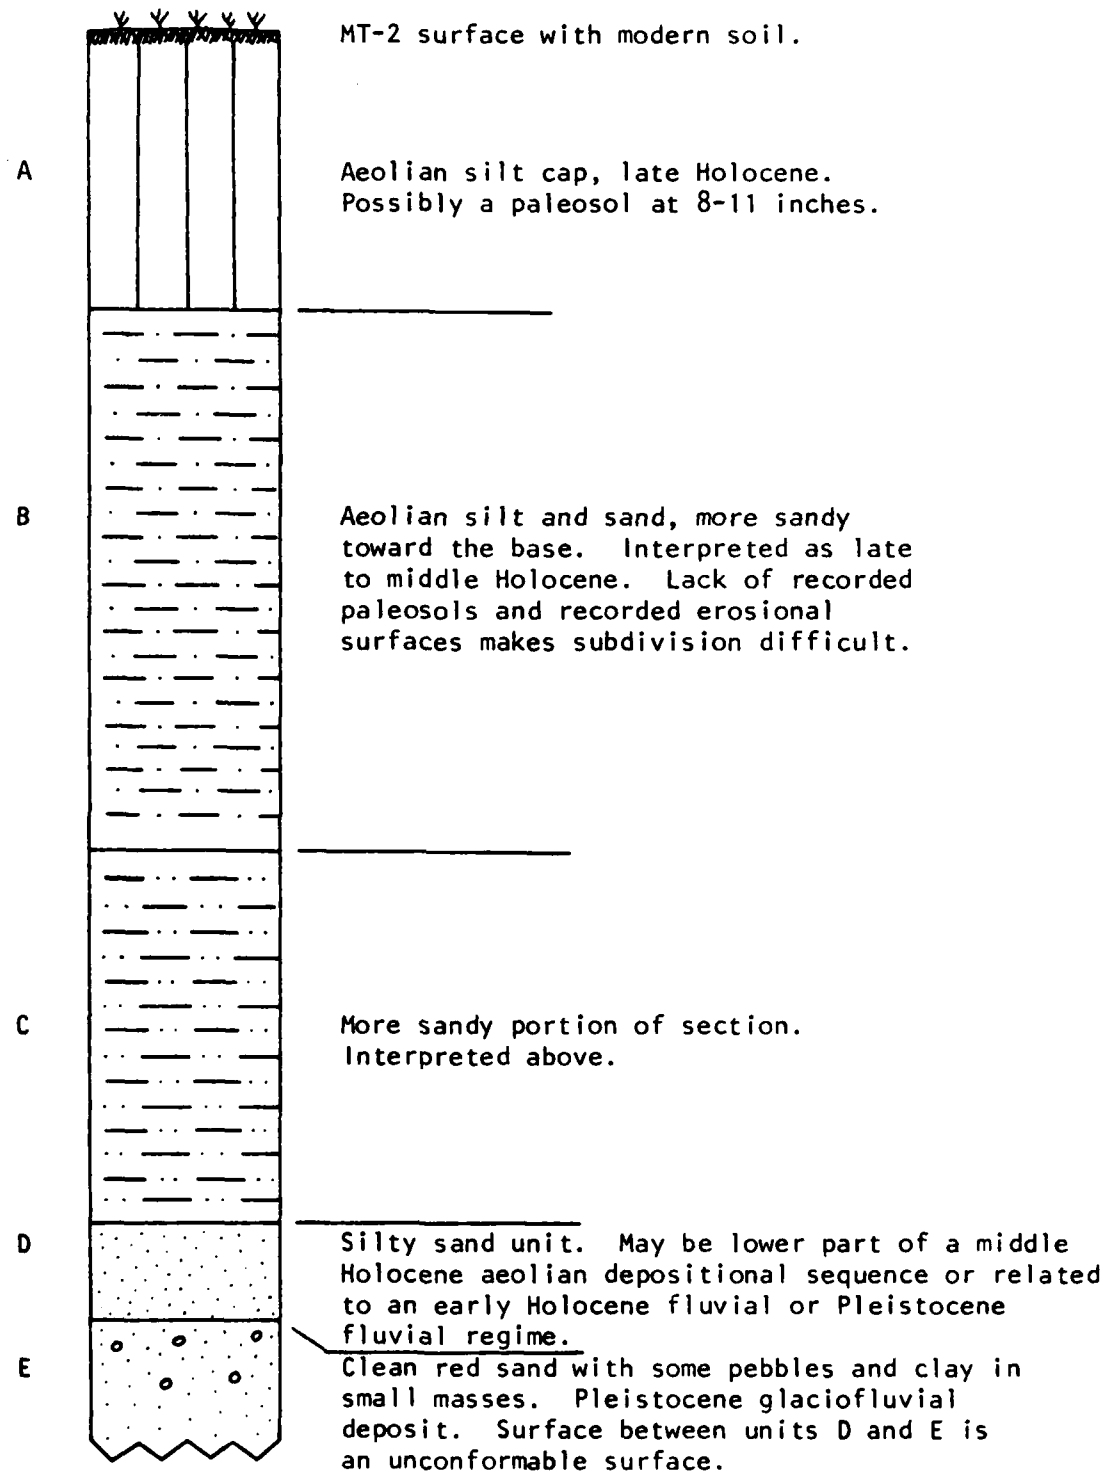 MT-2 surface with modern soil.
A
Aeolian silt cap, late Holocene.
Possibly a paleosol at 8-11 inches.
B
Aeolian silt and sand, more sandy
toward the base. Interpreted as late
to middle Holocene. Lack of recorded
paleosols and recorded erosional
surfaces makes subdivision difficult.
C
More sandy portion of section.
Interpreted above.
D
Silty sand unit. May be lower part of a middle
Holocene aeolian depositional sequence or related
to an early Holocene fluvial or Pleistocene
fluvial regime.
E
Clean red sand with some pebbles and clay in
small masses. Pleistocene glaciofluvial
deposit. Surface between units D and E is
an unconformable surface.